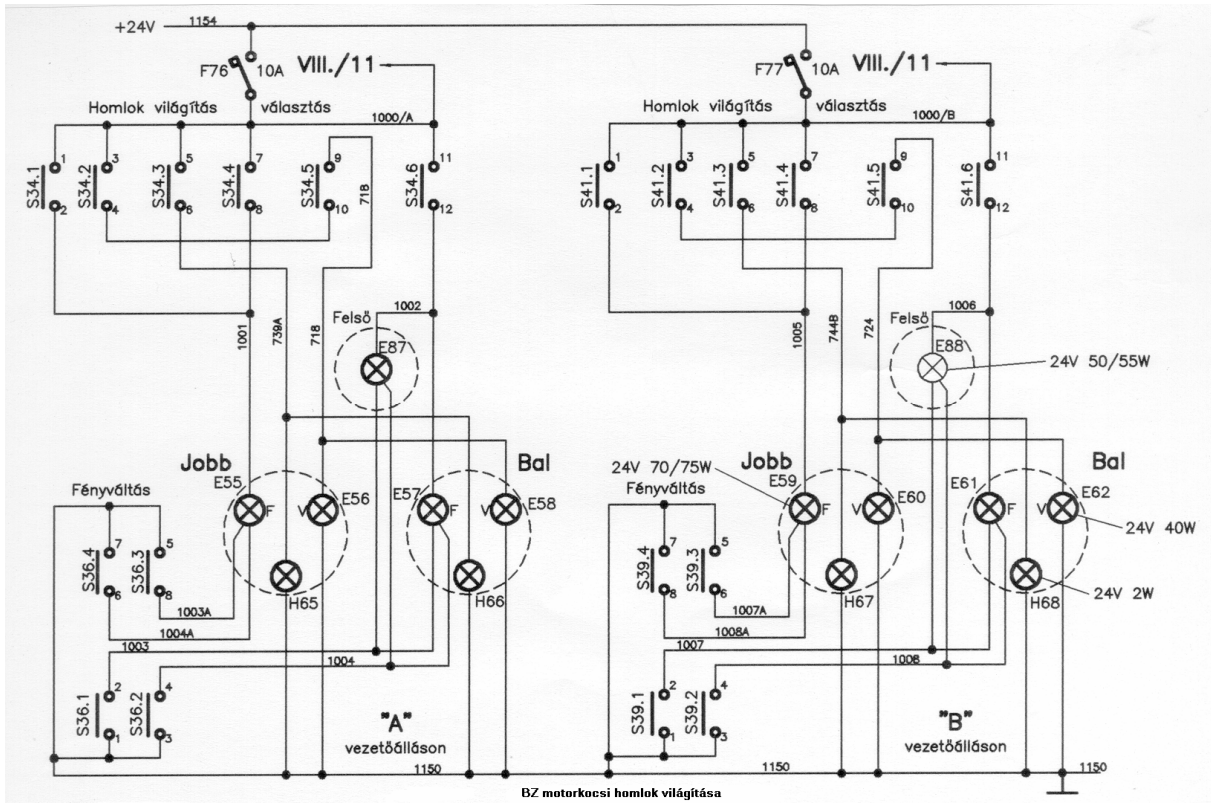 +24V 1154
F76 10A VIII./11
F77 10A VIII./11
Homlok világítás választás
1000/A
Homlok világítás választás
1000/B
S34.1 1 2
S34.2 3 4
S34.3 5 6
S34.4 7 8
S34.5 9 10
718
S34.6 11 12
S41.1 1 2
S41.2 3 4
S41.3 5 6
S41.4 7 8
S41.5 9 10
S41.6 11 12
1001
739A
718
Felső
1002
E87
1005
744B
724
Felső
1006
E88
24V 50/55W
Jobb
Bal
Fényváltás
E55
F
V
E56
E57
F
V
E58
H65
H66
S36.4 7 6
S36.3 5 8
1003A
1004A
1003
1004
S36.1 2 1
S36.2 4 3
"A"
vezetőálláson
1150
24V 70/75W
Jobb
Bal
Fényváltás
E59
F
V
E60
E61
F
V
E62
24V 40W
H67
H68
24V 2W
S39.4 7 8
S39.3 5 6
1007A
1008A
1007
1008
S39.1 2 1
S39.2 4 3
"B"
vezetőálláson
1150
1150
BZ motorkocsi homlok világítása